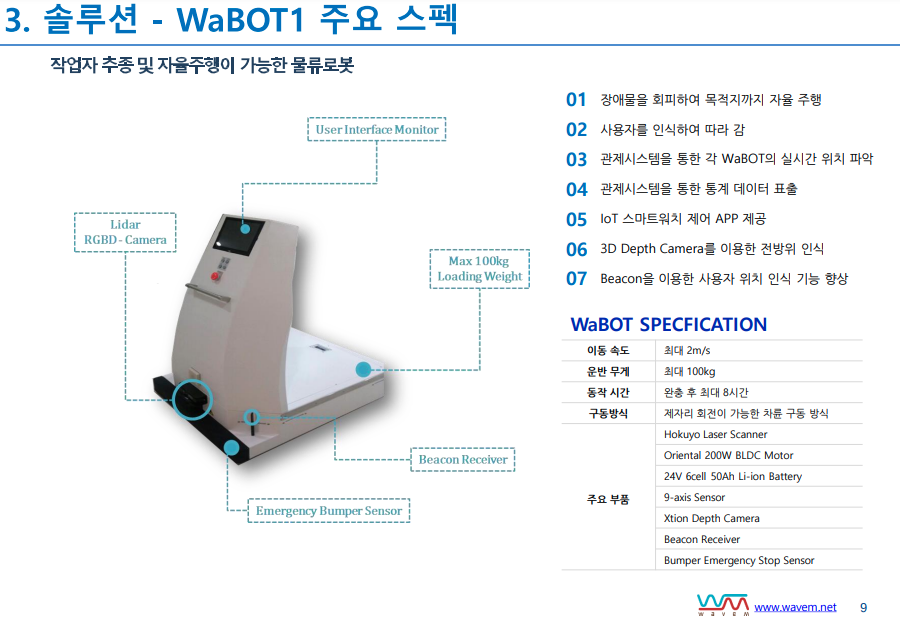 3. 솔루션 - WaBOT1 주요 스펙
작업자 추종 및 자율주행이 가능한 물류로봇
User Interface Monitor
Lidar
RGBD - Camera
Max 100kg
Loading Weight
Beacon Receiver
Emergency Bumper Sensor
01 장애물을 회피하여 목적지까지 자율 주행
02 사용자를 인식하여 따라 감
03 관제시스템을 통한 각 WaBOT의 실시간 위치 파악
04 관제시스템을 통한 통계 데이터 표출
05 IoT 스마트워치 제어 APP 제공
06 3D Depth Camera를 이용한 전방위 인식
07 Beacon을 이용한 사용자 위치 인식 기능 향상
WaBOT SPECFICATION
이동 속도 최대 2m/s
운반 무게 최대 100kg
동작 시간 완충 후 최대 8시간
구동방식 제자리 회전이 가능한 차륜 구동 방식
주요 부품
Hokuyo Laser Scanner
Oriental 200W BLDC Motor
24V 6cell 50Ah Li-ion Battery
9-axis Sensor
Xtion Depth Camera
Beacon Receiver
Bumper Emergency Stop Sensor
wavem
www.wavem.net
9